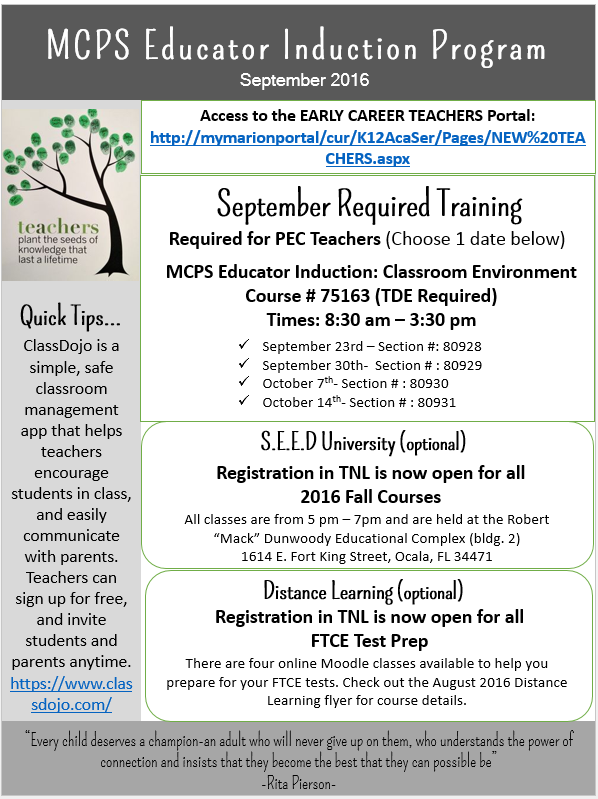 MCPS Educator Induction Program
September 2016
Access to the EARLY CAREER TEACHERS Portal:
http://mymarionportal/cur/K12AcaSer/Pages/NEW%20TEA
CHERS.aspx
teachers
plant the seeds of
knowledge that
last a lifetime
Quick Tips...
ClassDojo is a
simple, safe
classroom
management
app that helps
teachers
encourage
students in class,
and easily
communicate
with parents.
Teachers can
sign up for free,
and invite
students and
parents anytime.
https://www.clas
sdojo.com/
September Required Training
Required for PEC Teachers (Choose 1 date below)
MCPS Educator Induction: Classroom Environment
Course # 75163 (TDE Required)
Times: 8:30 am – 3:30 pm
✓ September 23rd – Section #: 80928
✓ September 30th- Section # : 80929
✓ October 7th- Section # : 80930
✓ October 14th- Section # : 80931
S.E.E.D University (optional)
Registration in TNL is now open for all
2016 Fall Courses
All classes are from 5 pm – 7pm and are held at the Robert
“Mack” Dunwoody Educational Complex (bldg. 2)
1614 E. Fort King Street, Ocala, FL 34471
Distance Learning (optional)
Registration in TNL is now open for all
FTCE Test Prep
There are four online Moodle classes available to help you
prepare for your FTCE tests. Check out the August 2016 Distance
Learning flyer for course details.
“Every child deserves a champion-an adult who will never give up on them, who understands the power of
connection and insists that they become the best that they can possible be”
-Rita Pierson-